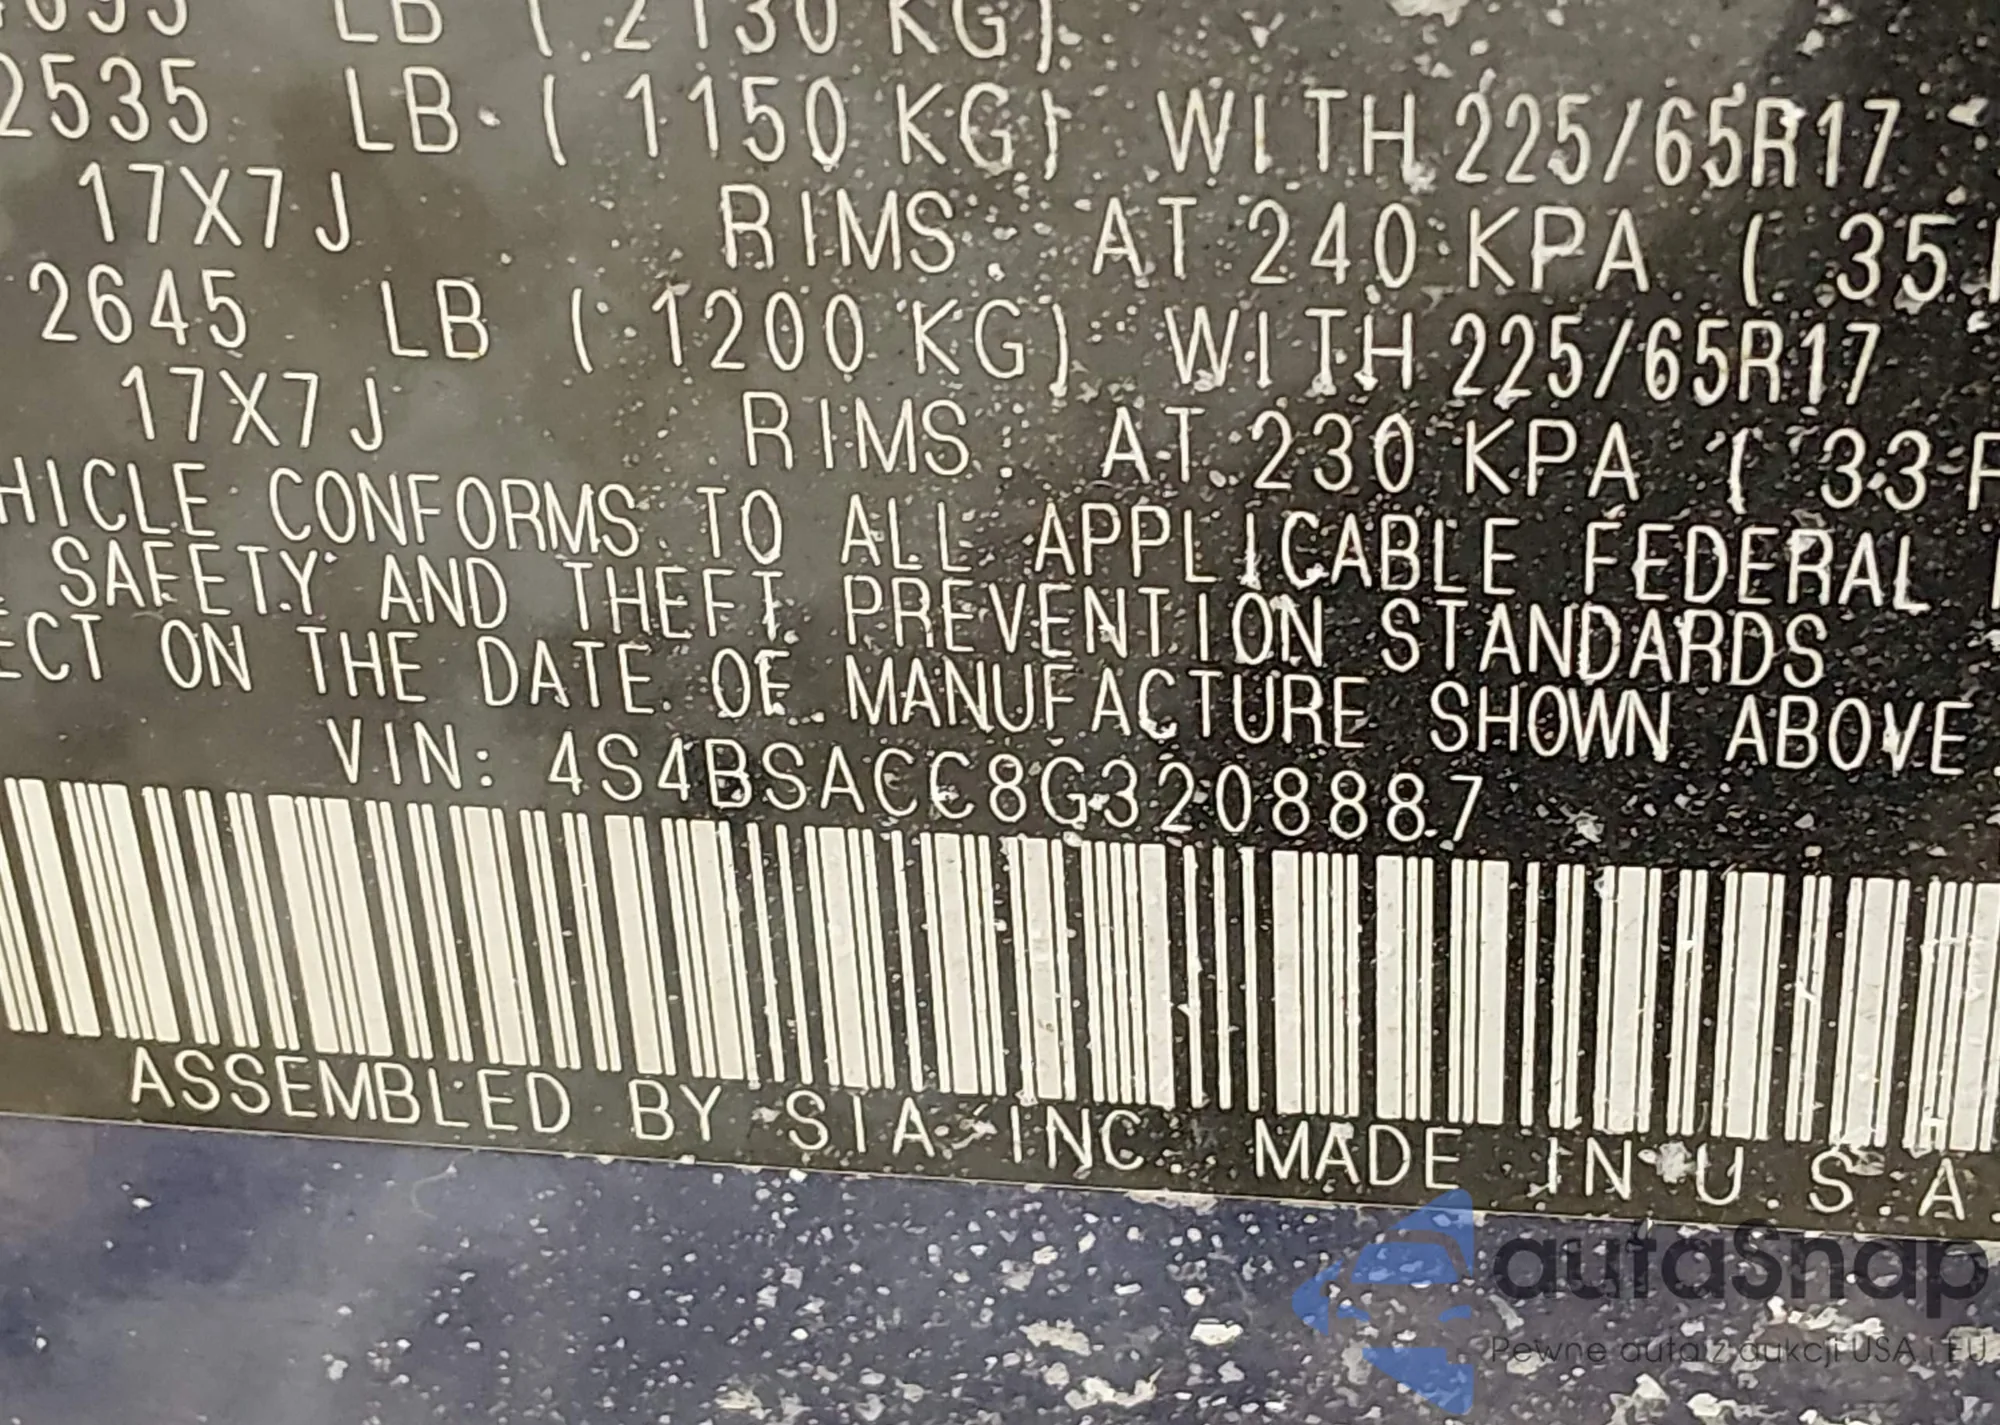 LB ( 2130 KG)
2535 LB ( 1150 KG) WITH 225/65R17
17X7J RIMS AT 240 KPA ( 35
2645 LB ( 1200 KG) WITH 225/65R17
17X7J RIMS AT 230 KPA ( 33
HICLE CONFORMS TO ALL APPLICABLE FEDERAL
SAFETY AND THEFT PREVENTION STANDARDS
ECT ON THE DATE OF MANUFACTURE SHOWN ABOVE.
VIN: 4S4BSACC8G3208887
ASSEMBLED BY SIA INC. MADE IN U.S.A.
autaSnap
Pewne auta z aukcji USA i EU